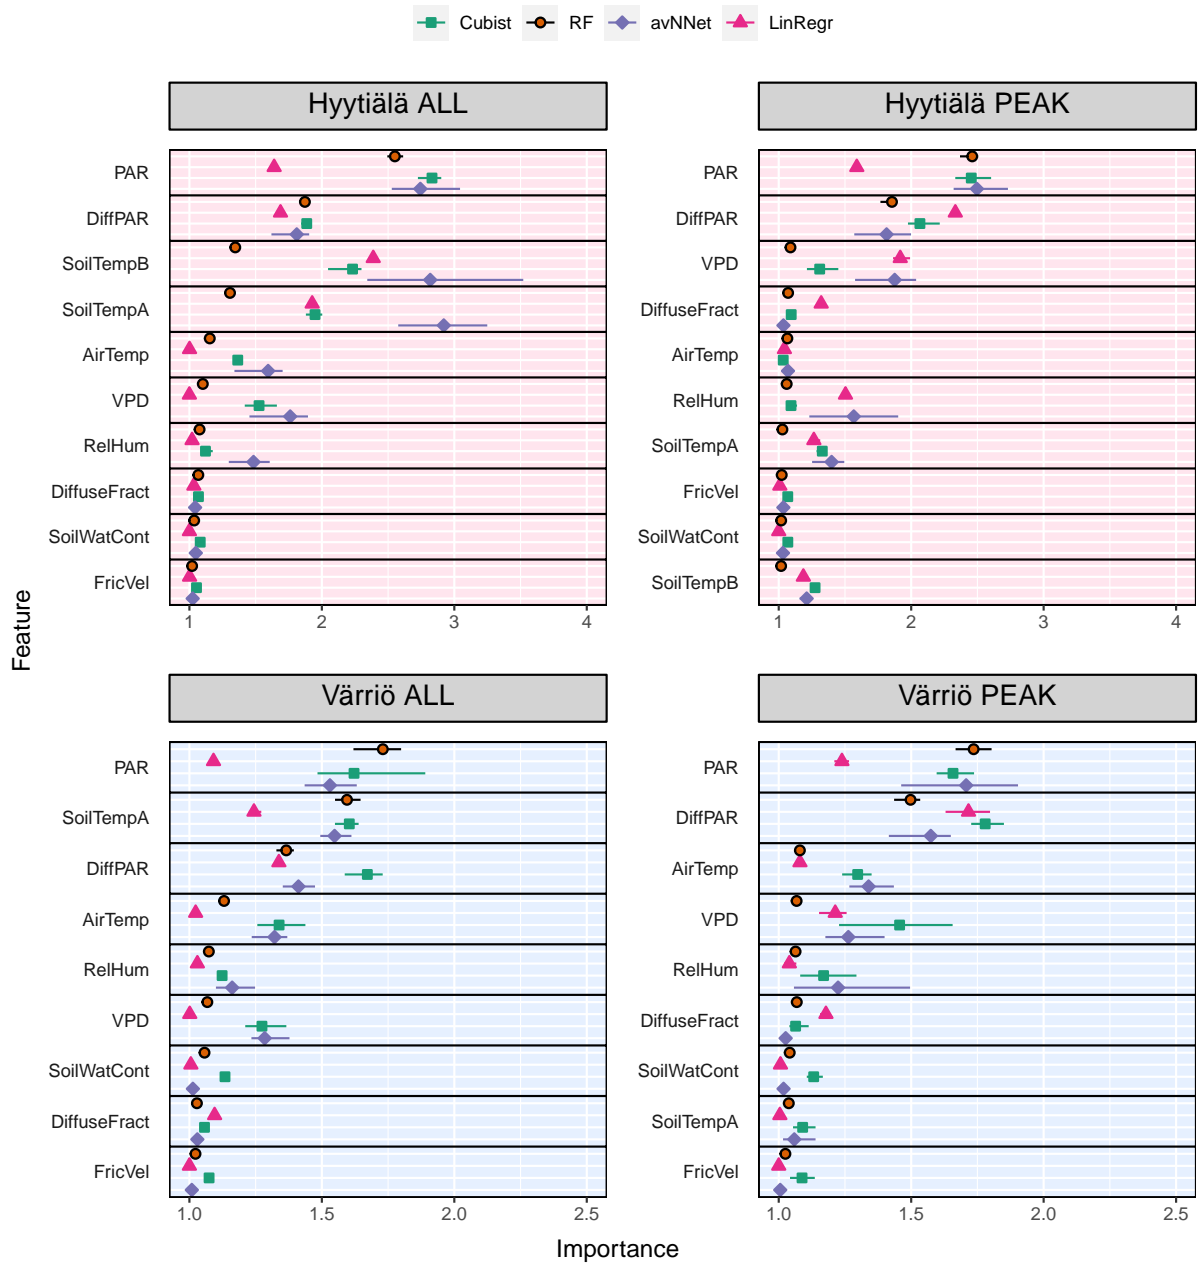 Cubist RF avNNet LinRegr
Hyytiälä ALL
PAR
DiffPAR
SoilTempB
SoilTempA
AirTemp
VPD
RelHum
DiffuseFract
SoilWatCont
FricVel
1 2 3 4
Hyytiälä PEAK
PAR
DiffPAR
VPD
DiffuseFract
AirTemp
RelHum
SoilTempA
FricVel
SoilWatCont
SoilTempB
1 2 3 4
Feature
Värriö ALL
PAR
SoilTempA
DiffPAR
AirTemp
RelHum
VPD
SoilWatCont
DiffuseFract
FricVel
1.0 1.5 2.0 2.5
Värriö PEAK
PAR
DiffPAR
AirTemp
VPD
RelHum
DiffuseFract
SoilWatCont
SoilTempA
FricVel
1.0 1.5 2.0 2.5
Importance